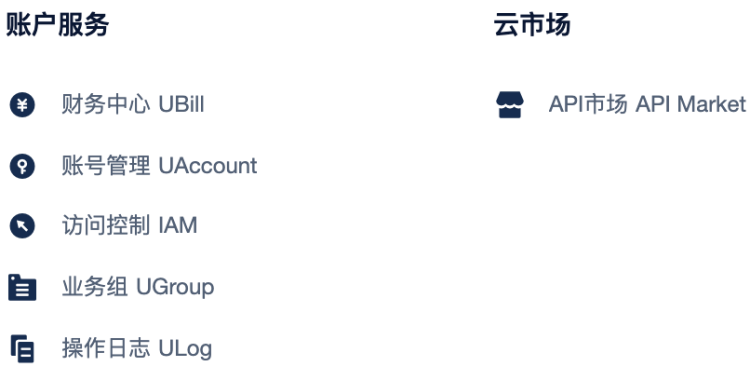 账户服务
财务中心 UBill
账号管理 UAccount
访问控制 IAM
业务组 UGroup
操作日志 ULog
云市场
API市场 API Market